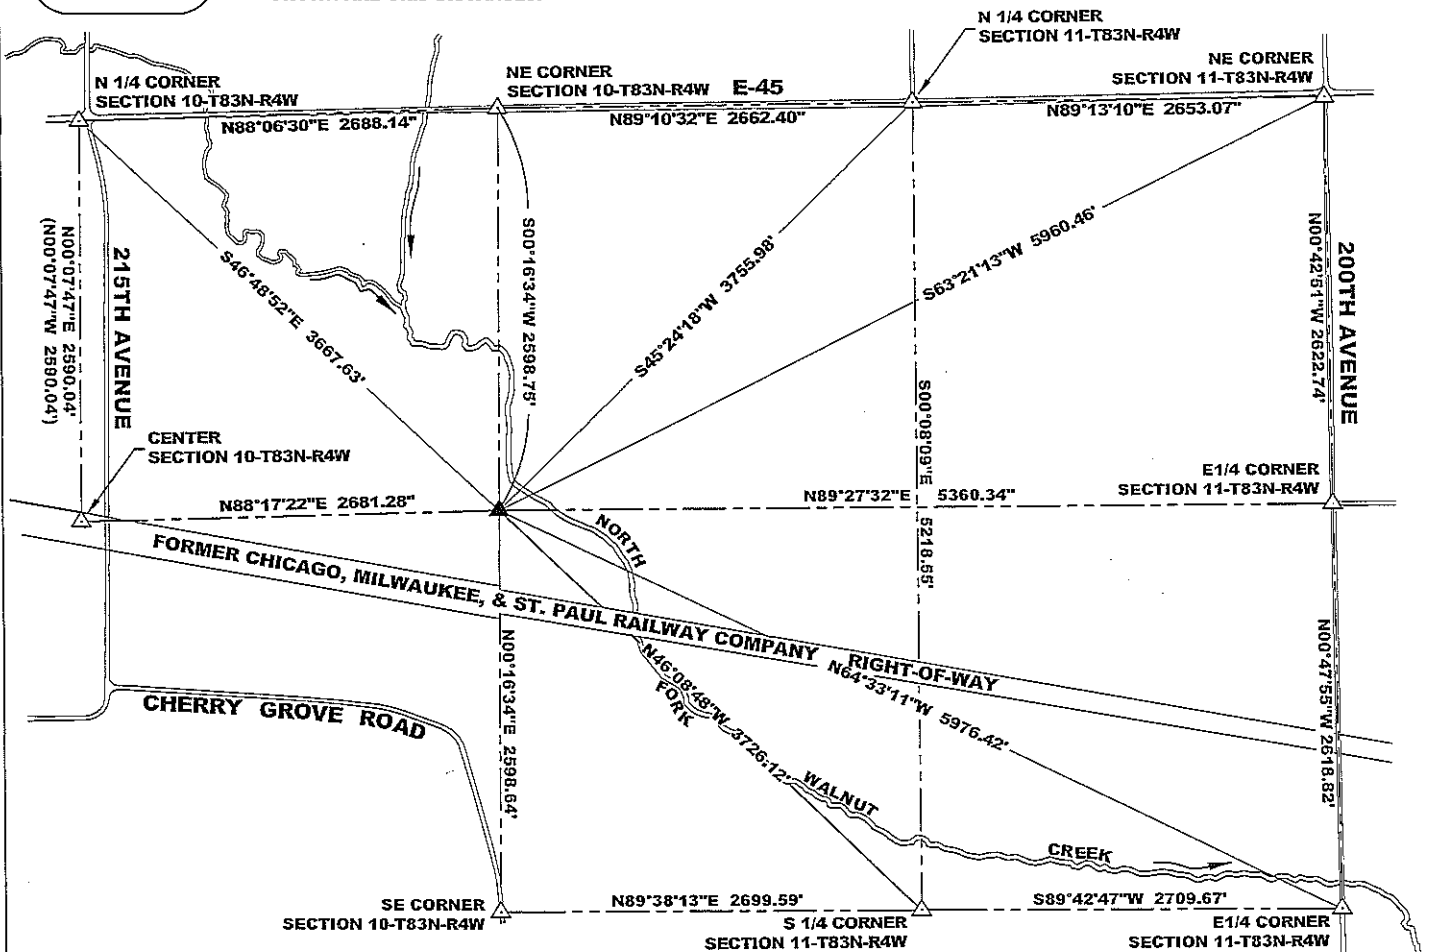 N 1/4 CORNER
SECTION 11-T83N-R4W
NE CORNER
SECTION 11-T83N-R4W
N 1/4 CORNER
SECTION 10-T83N-R4W
NE CORNER
SECTION 10-T83N-R4W
E-45
N88°06'30"E 2688.14"
N89°10'32"E 2662.40"
N89°13'10"E 2653.07"
N00°07'47"E 2590.04'
(N00°07'47"W 2590.04')
215TH AVENUE
S46°48'52"E 3667.63'
S00°16'34"W 2598.75'
S45°24'18"W 3755.98'
S63°21'13"W 5960.46'
N00°42'51"W 2622.74'
200TH AVENUE
S00°08'09"E 5218.55'
CENTER
SECTION 10-T83N-R4W
E1/4 CORNER
SECTION 11-T83N-R4W
N88°17'22"E 2681.28"
N89°27'32"E 5360.34"
NORTH
FORMER CHICAGO, MILWAUKEE, & ST. PAUL RAILWAY COMPANY RIGHT-OF-WAY
N00°16'34"E 2598.64'
N46°08'48"W 3726.12'
FORK
N64°33'11"W 5976.42'
N00°47'55"W 2618.82'
CHERRY GROVE ROAD
WALNUT
CREEK
SE CORNER
SECTION 10-T83N-R4W
N89°38'13"E 2699.59"
S 1/4 CORNER
SECTION 11-T83N-R4W
S89°42'47"W 2709.67'
E1/4 CORNER
SECTION 11-T83N-R4W